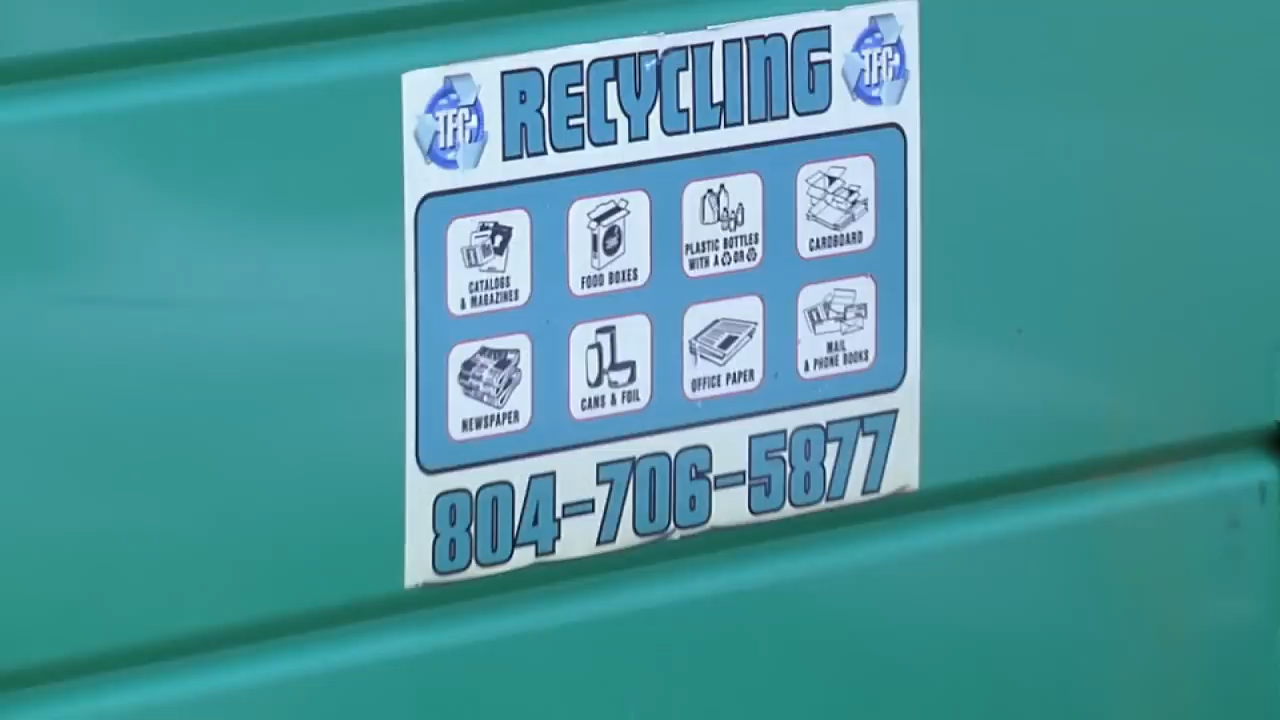 TFC RECYCLING TFC
CATALOGS
& MAGAZINES
FOOD BOXES
PLASTIC BOTTLES
WITH A ♳ OR ♴
CARDBOARD
NEWSPAPER
CANS & FOIL
OFFICE PAPER
MAIL
& PHONE BOOKS
804-706-5877